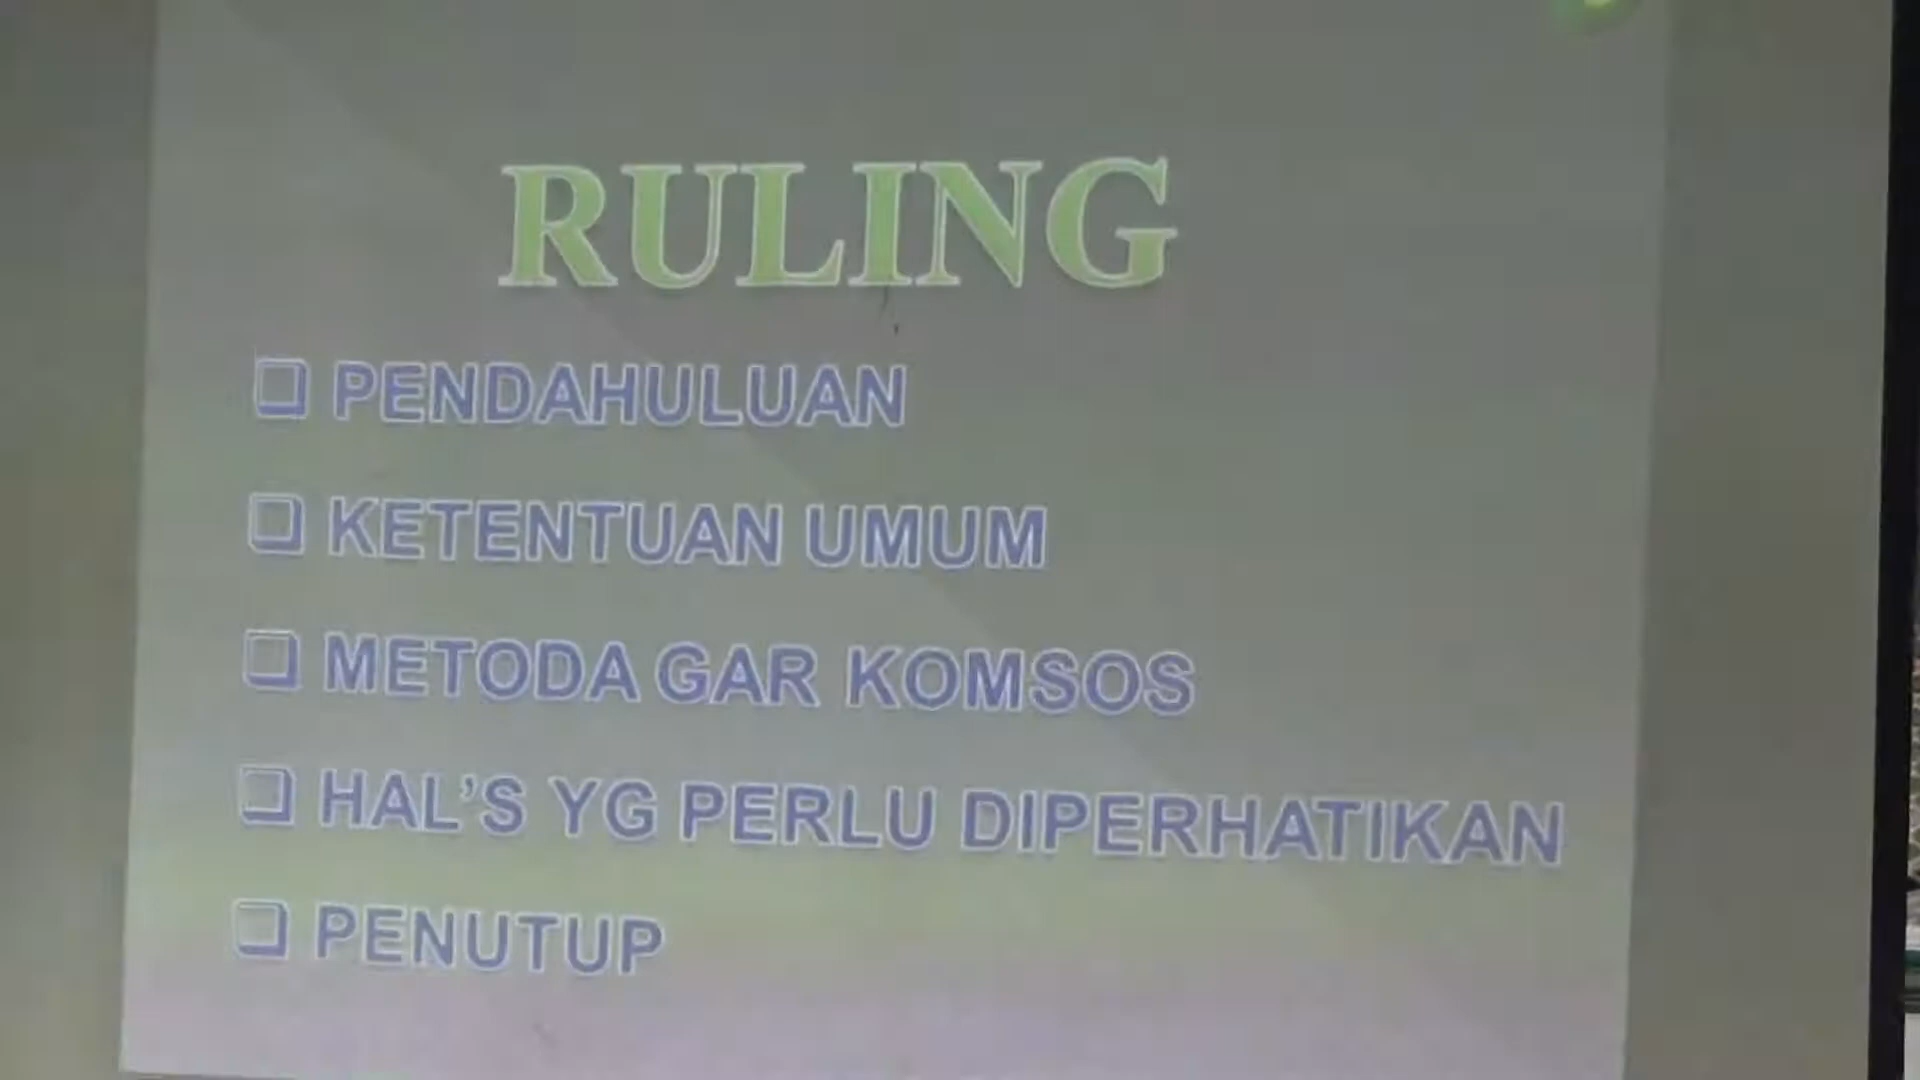 RULING
❑ PENDAHULUAN
❑ KETENTUAN UMUM
❑ METODA GAR KOMSOS
❑ HAL'S YG PERLU DIPERHATIKAN
❑ PENUTUP